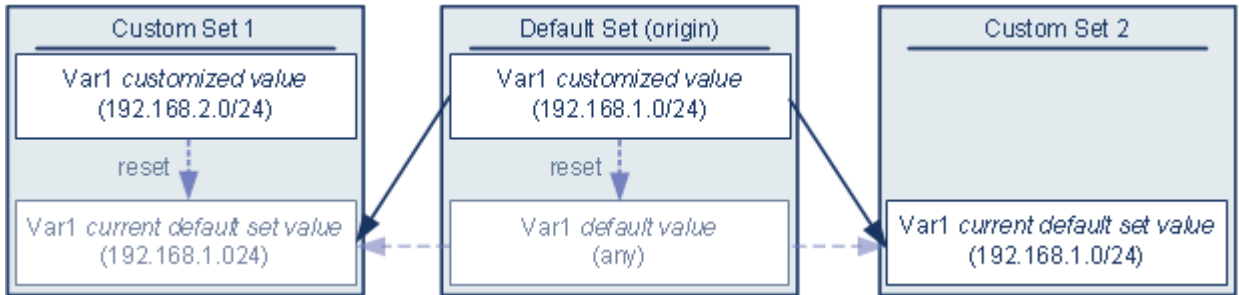 Custom Set 1
Var1 customized value
(192.168.2.0/24)
reset
Var1 current default set value
(192.168.1.024)
Default Set (origin)
Var1 customized value
(192.168.1.0/24)
reset
Var1 default value
(any)
Custom Set 2
Var1 current default set value
(192.168.1.0/24)